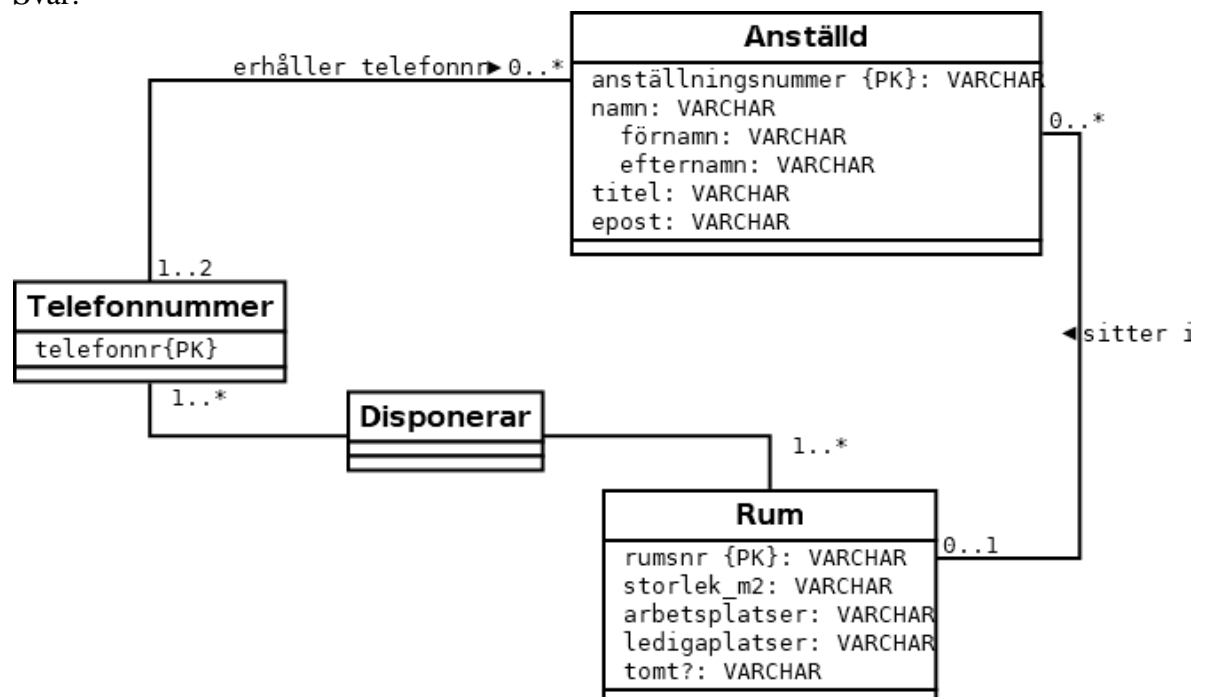 Svar:
Anställd
erhåller telefonnr► 0..*
anställningsnummer {PK}: VARCHAR
namn: VARCHAR
förnamn: VARCHAR
efternamn: VARCHAR
titel: VARCHAR
epost: VARCHAR
0..*
1..2
Telefonnummer
telefonnr{PK}
◄sitter i
1..*
Disponerar
1..*
Rum
rumsnr {PK}: VARCHAR
storlek_m2: VARCHAR
arbetsplatser: VARCHAR
ledigaplatser: VARCHAR
tomt?: VARCHAR
0..1